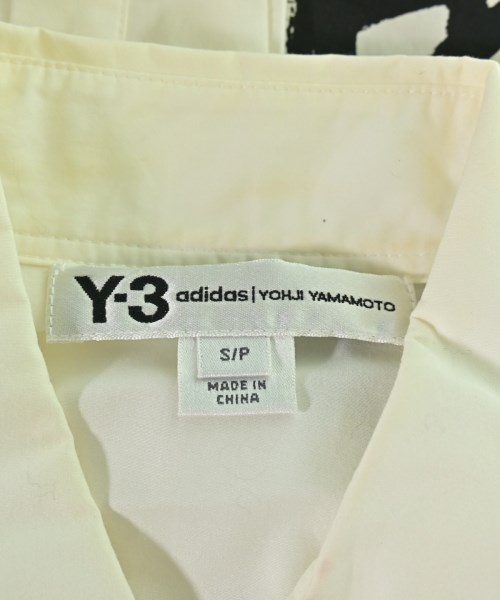 Y-3 adidas | YOHJI YAMAMOTO
S/P
MADE IN
CHINA